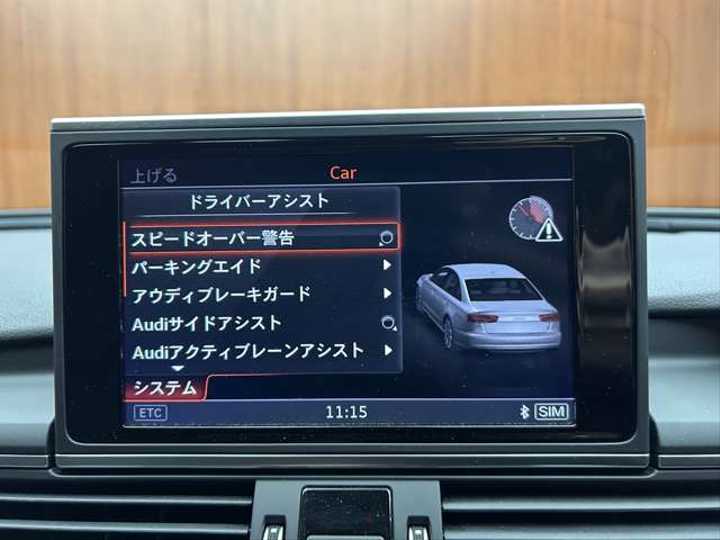 上げる
Car
ドライバーアシスト
スピードオーバー警告
パーキングエイド
アウディブレーキガード
Audiサイドアシスト
Audiアクティブレーンアシスト
システム
ETC 11:15 SIM